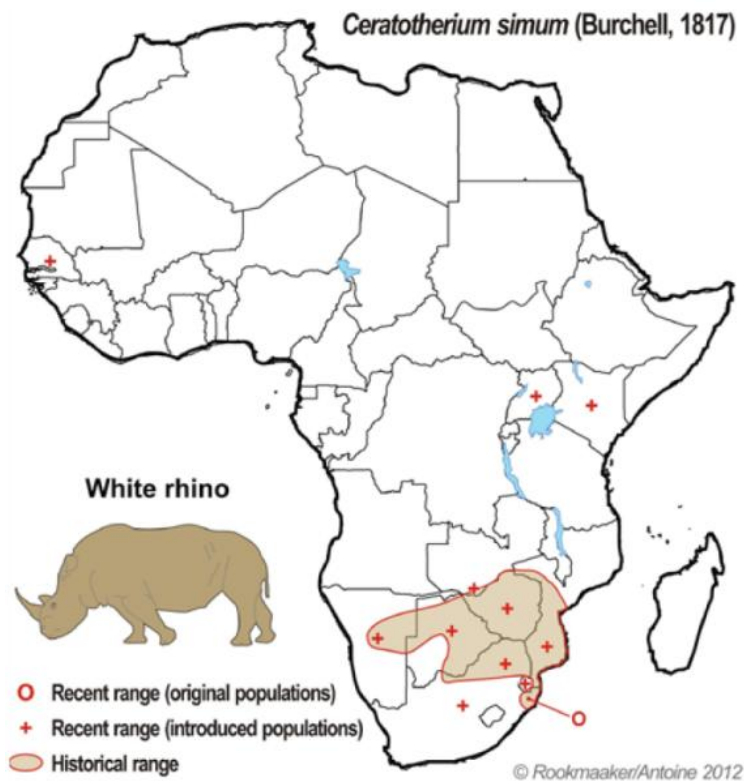 Ceratotherium simum (Burchell, 1817)
White rhino
O Recent range (original populations)
+ Recent range (introduced populations)
Historical range
O
© Rookmaaker/Antoine 2012